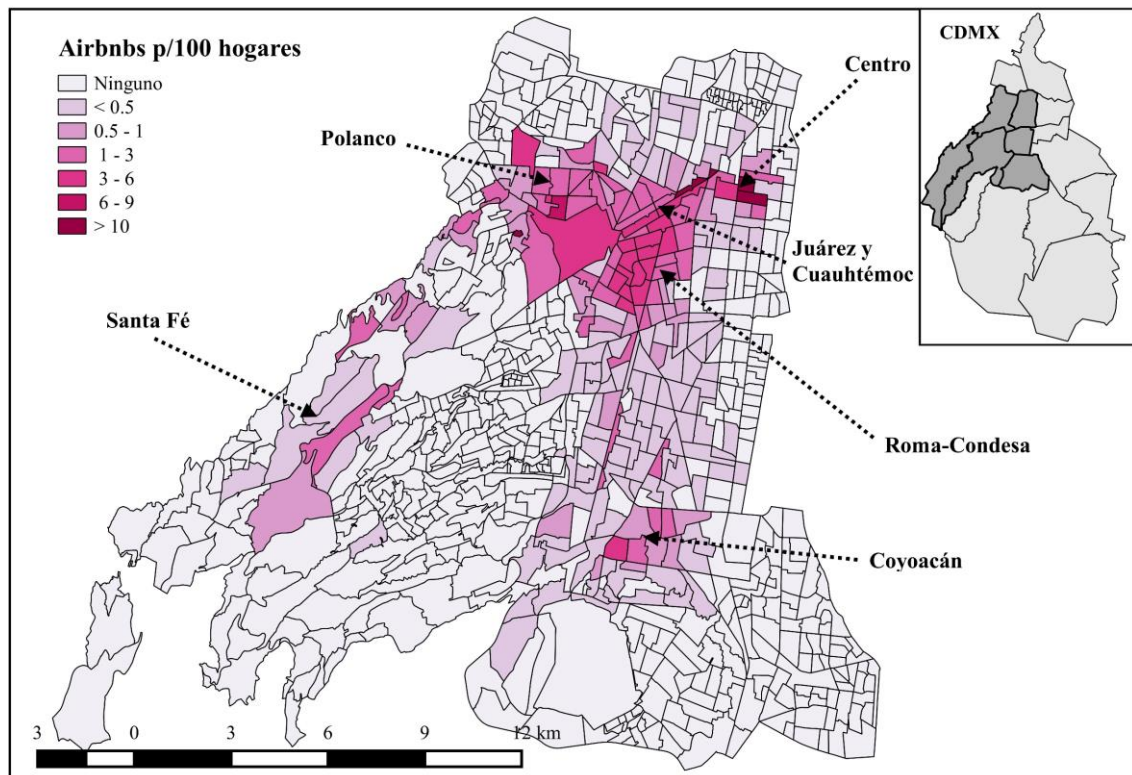 Airbnbs p/100 hogares
Ninguno
< 0.5
0.5 - 1
1 - 3
3 - 6
6 - 9
> 10
CDMX
Centro
Polanco
Juárez y
Cuauhtémoc
Santa Fé
Roma-Condesa
Coyoacán
3 0 3 6 9 12 km